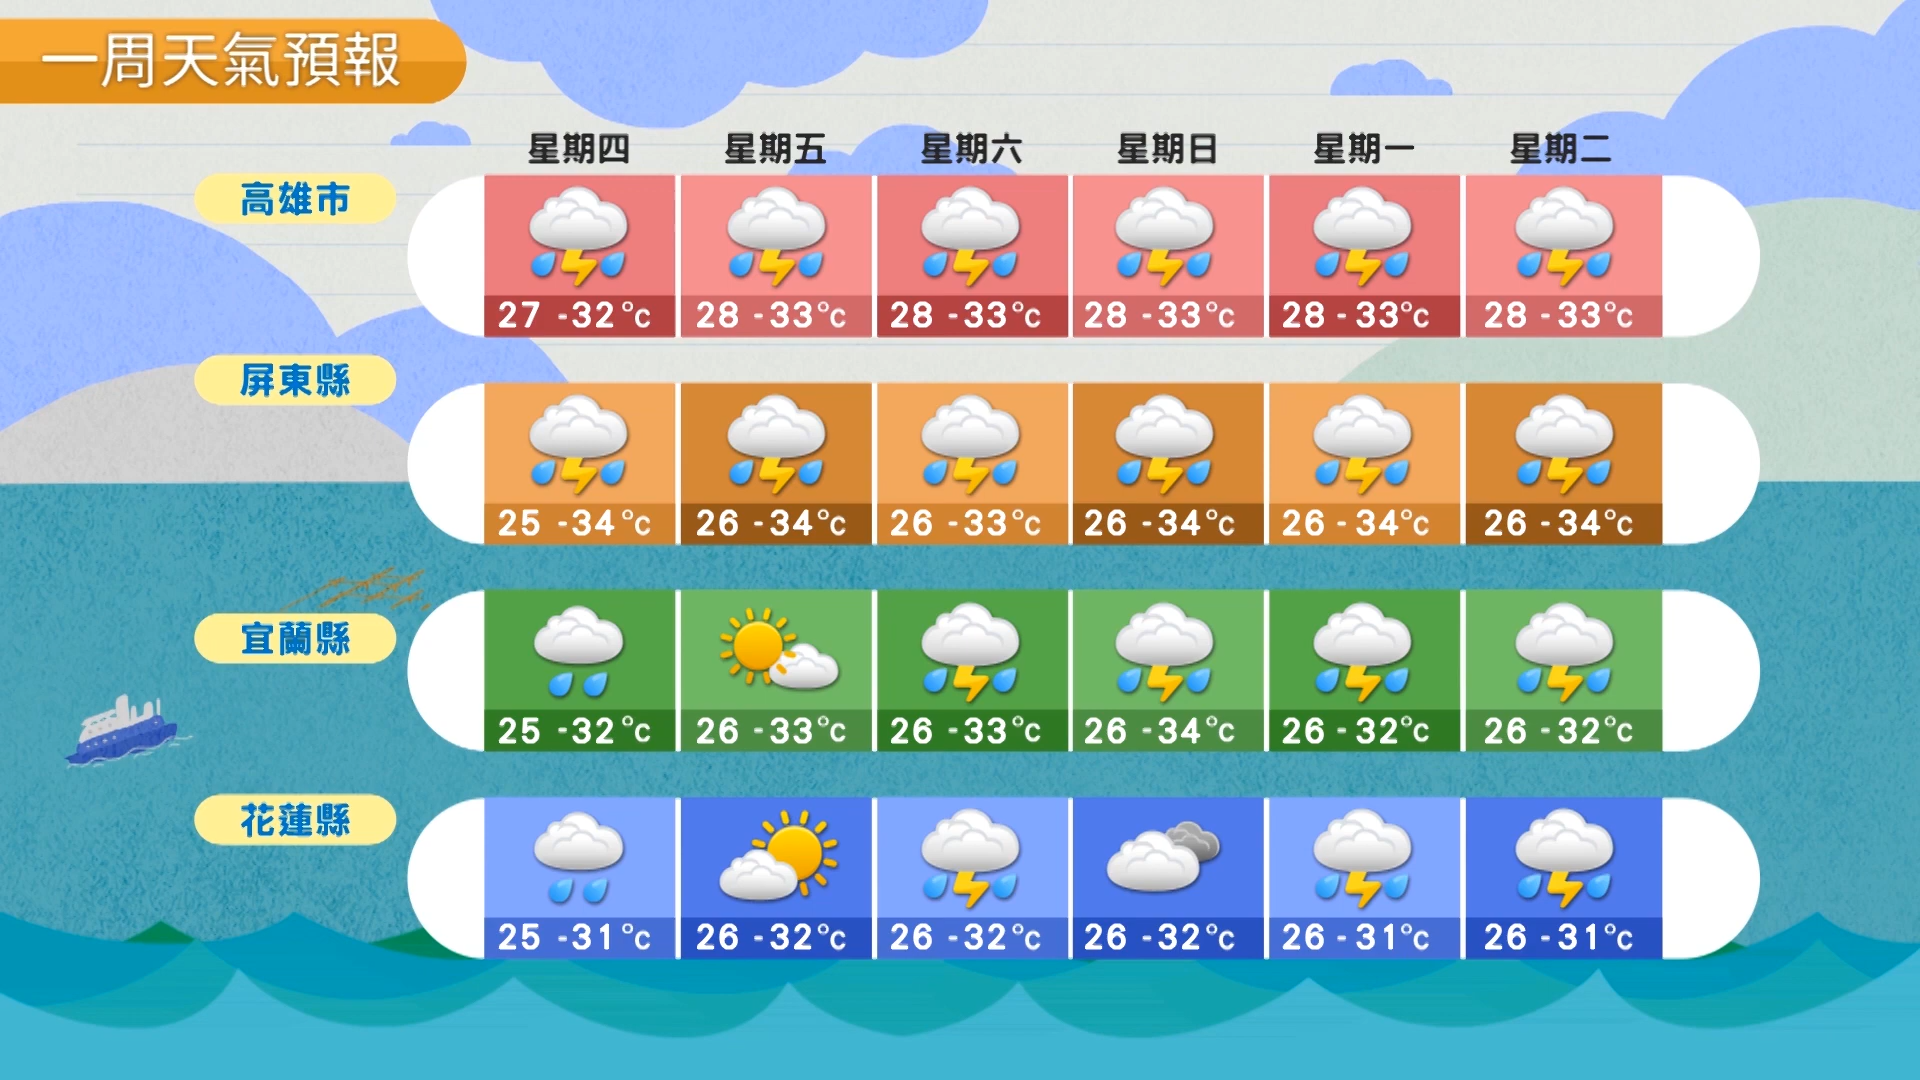 一周天氣預報
星期四 星期五 星期六 星期日 星期一 星期二
高雄市
27 -32°C 28 -33°C 28 -33°C 28 -33°C 28 -33°C 28 -33°C
屏東縣
25 -34°C 26 -34°C 26 -33°C 26 -34°C 26 -34°C 26 -34°C
宜蘭縣
25 -32°C 26 -33°C 26 -33°C 26 -34°C 26 -32°C 26 -32°C
花蓮縣
25 -31°C 26 -32°C 26 -32°C 26 -32°C 26 -31°C 26 -31°C